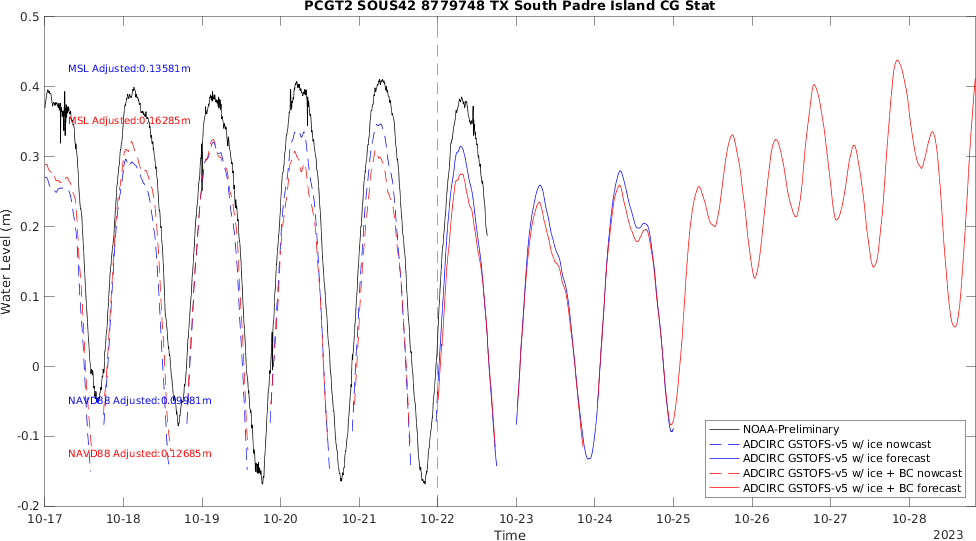 PCGT2 SOUS42 8779748 TX South Padre Island CG Stat
Water Level (m)
0.5
0.4
0.3
0.2
0.1
0
-0.1
-0.2
MSL Adjusted:0.13581m
MSL Adjusted:0.16285m
NAVD88 Adjusted:0.09981m
NAVD88 Adjusted:0.12685m
NOAA-Preliminary
ADCIRC GSTOFS-v5 w/ ice nowcast
ADCIRC GSTOFS-v5 w/ ice forecast
ADCIRC GSTOFS-v5 w/ ice + BC nowcast
ADCIRC GSTOFS-v5 w/ ice + BC forecast
10-17 10-18 10-19 10-20 10-21 10-22 10-23 10-24 10-25 10-26 10-27 10-28
Time
2023